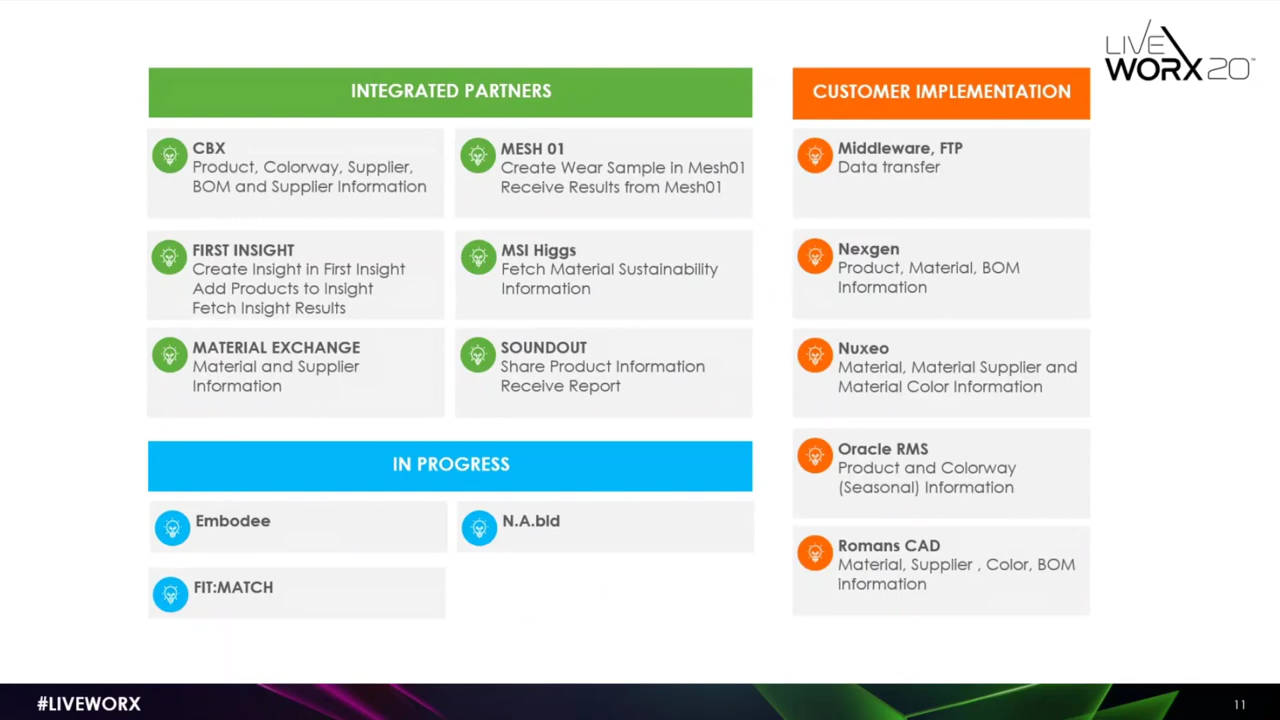 LIVE
WORX 20™
INTEGRATED PARTNERS
CBX
Product, Colorway, Supplier,
BOM and Supplier Information
MESH 01
Create Wear Sample in Mesh01
Receive Results from Mesh01
FIRST INSIGHT
Create Insight in First Insight
Add Products to Insight
Fetch Insight Results
MSI Higgs
Fetch Material Sustainability
Information
MATERIAL EXCHANGE
Material and Supplier
Information
SOUNDOUT
Share Product Information
Receive Report
IN PROGRESS
Embodee
N.A.bld
FIT:MATCH
CUSTOMER IMPLEMENTATION
Middleware, FTP
Data transfer
Nexgen
Product, Material, BOM
Information
Nuxeo
Material, Material Supplier and
Material Color Information
Oracle RMS
Product and Colorway
(Seasonal) Information
Romans CAD
Material, Supplier , Color, BOM
Information
#LIVEWORX
11